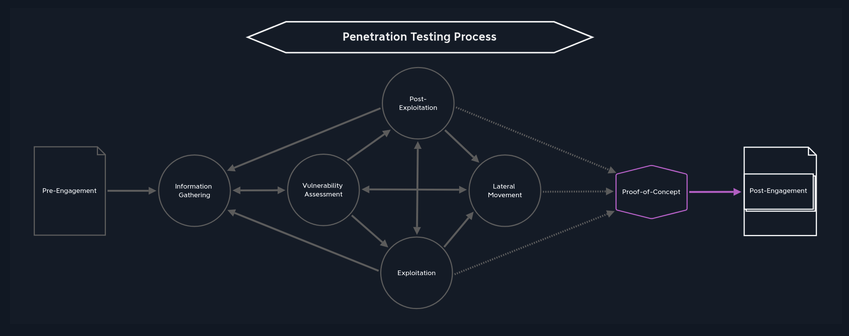 Penetration Testing Process
Post-
Exploitation
Pre-Engagement
Information
Gathering
Vulnerability
Assessment
Lateral
Movement
Proof-of-Concept
Post-Engagement
Exploitation